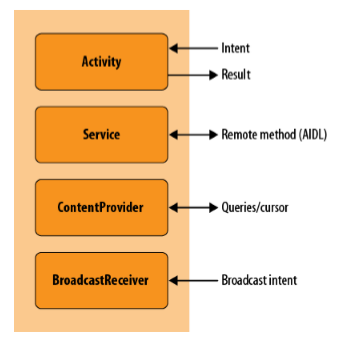 Activity
Intent
Result
Service
Remote method (AIDL)
ContentProvider
Queries/cursor
BroadcastReceiver
Broadcast intent